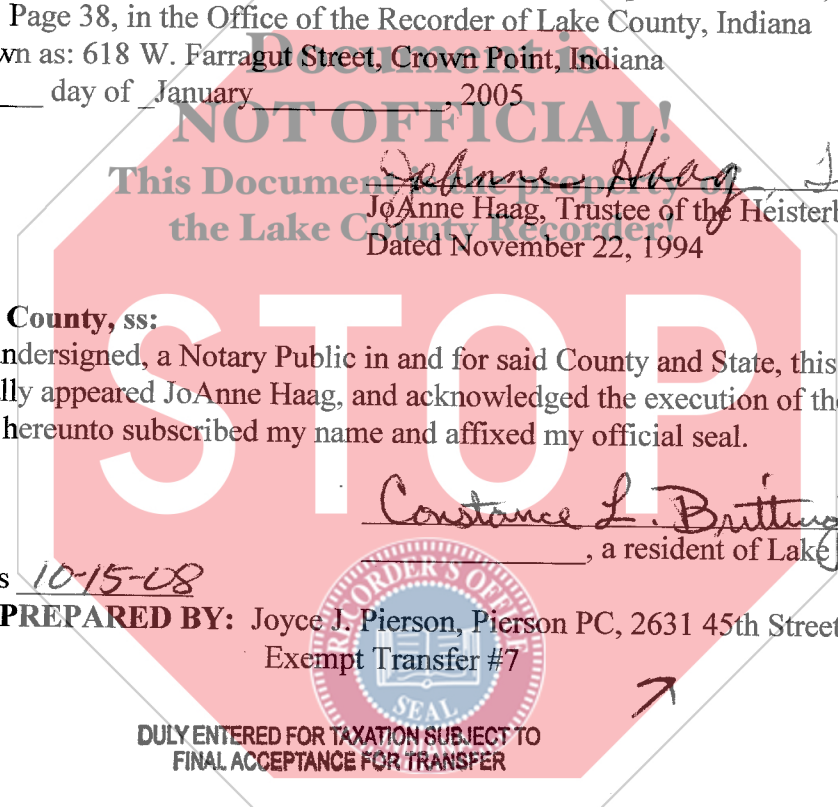 Page 38, in the Office of the Recorder of Lake County, Indiana
wn as: 618 W. Farragut Street, Crown Point, Indiana
Document is
____ day of _January______________, 2005
NOT OFFICIAL!
JoAnne Haag
This Document is the property of
JoAnne Haag, Trustee of the Heisterb
the Lake County Recorder!
Dated November 22, 1994
STOP
County, ss:
ndersigned, a Notary Public in and for said County and State, this
lly appeared JoAnne Haag, and acknowledged the execution of the
hereunto subscribed my name and affixed my official seal.
Constance L. Britting
________________, a resident of Lake
s 10-15-08
RECORDER'S OFFICE
PREPARED BY: Joyce J. Pierson, Pierson PC, 2631 45th Street
Exempt Transfer #7
SEAL
DULY ENTERED FOR TAXATION SUBJECT TO
FINAL ACCEPTANCE FOR TRANSFER